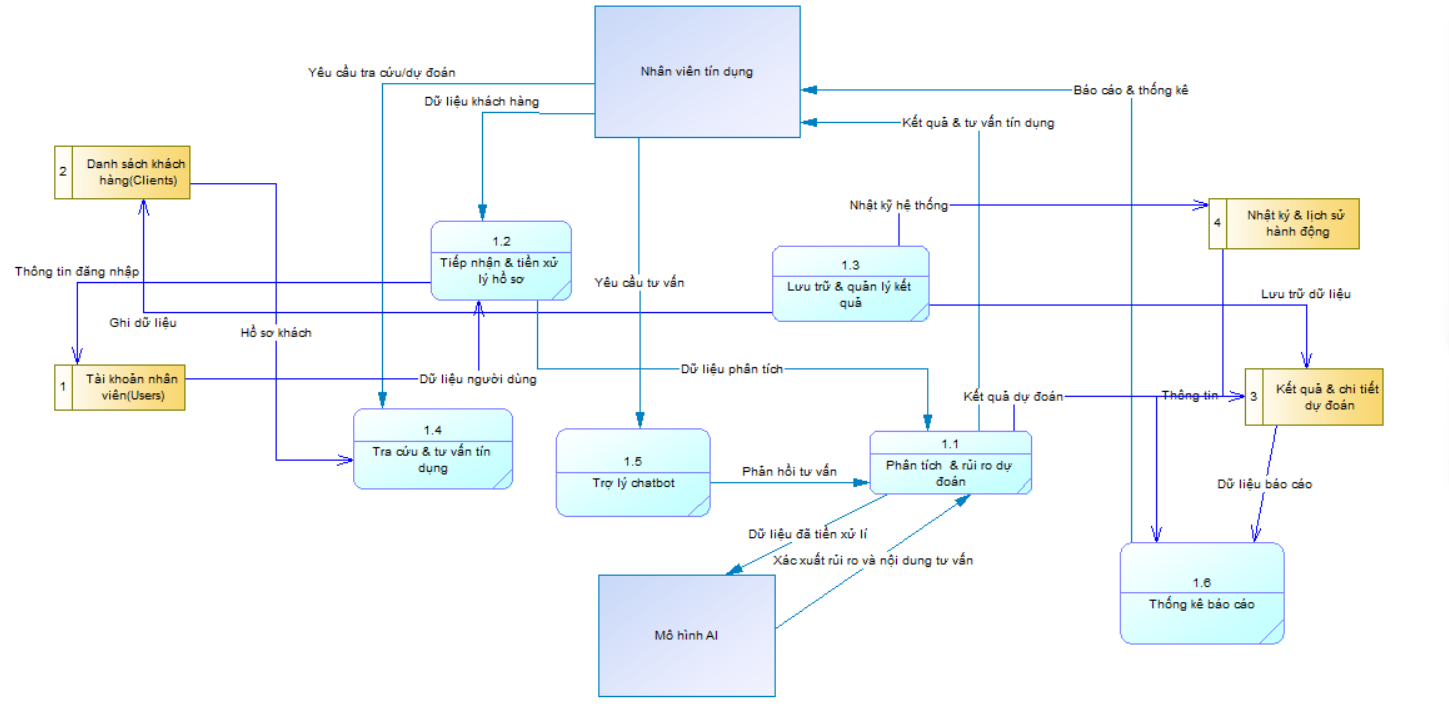 Nhân viên tín dụng
Yêu cầu tra cứu/dự đoán
Báo cáo & thống kê
Dữ liệu khách hàng
Kết quả & tư vấn tín dụng
2
Danh sách khách
hàng(Clients)
Nhật kỹ hệ thống
4
Nhật ký & lịch sử
hành động
1.2
Tiếp nhận & tiền xử
lý hồ sơ
1.3
Lưu trữ & quản lý kết
quả
Thông tin đăng nhập
Yêu cầu tư vấn
Lưu trữ dữ liệu
Ghi dữ liệu
Hồ sơ khách
1
Tài khoản nhân
viên(Users)
Dữ liệu người dùng
Dữ liệu phân tích
Kết quả dự đoán
Thông tin
3
Kết quả & chi tiết
dự đoán
1.4
Tra cứu & tư vấn tín
dụng
1.5
Trợ lý chatbot
Phản hồi tư vấn
1.1
Phân tích & rủi ro dự
đoán
Dữ liệu báo cáo
Dữ liệu đã tiền xử lí
Xác xuất rủi ro và nội dung tư vấn
1.6
Thống kê báo cáo
Mô hình AI